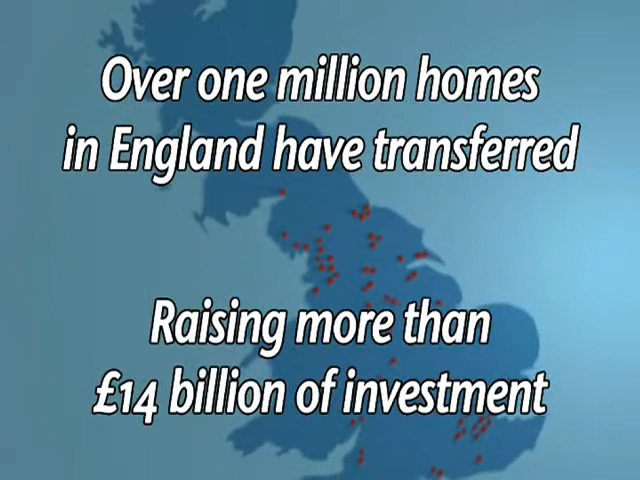 Over one million homes
in England have transferred
Raising more than
£14 billion of investment